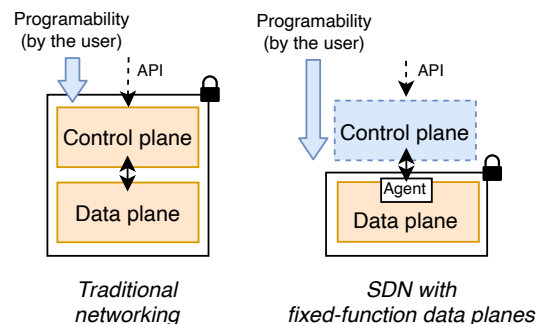 Programability
(by the user)
API
Control plane
Data plane
Traditional
networking
Programability
(by the user)
API
Control plane
Agent
Data plane
SDN with
fixed-function data planes